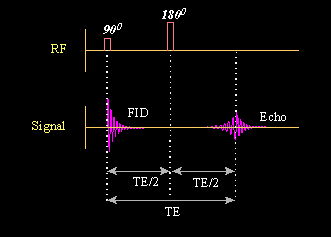 90⁰ 180⁰
RF
FID Echo
Signal
TE/2 TE/2
TE